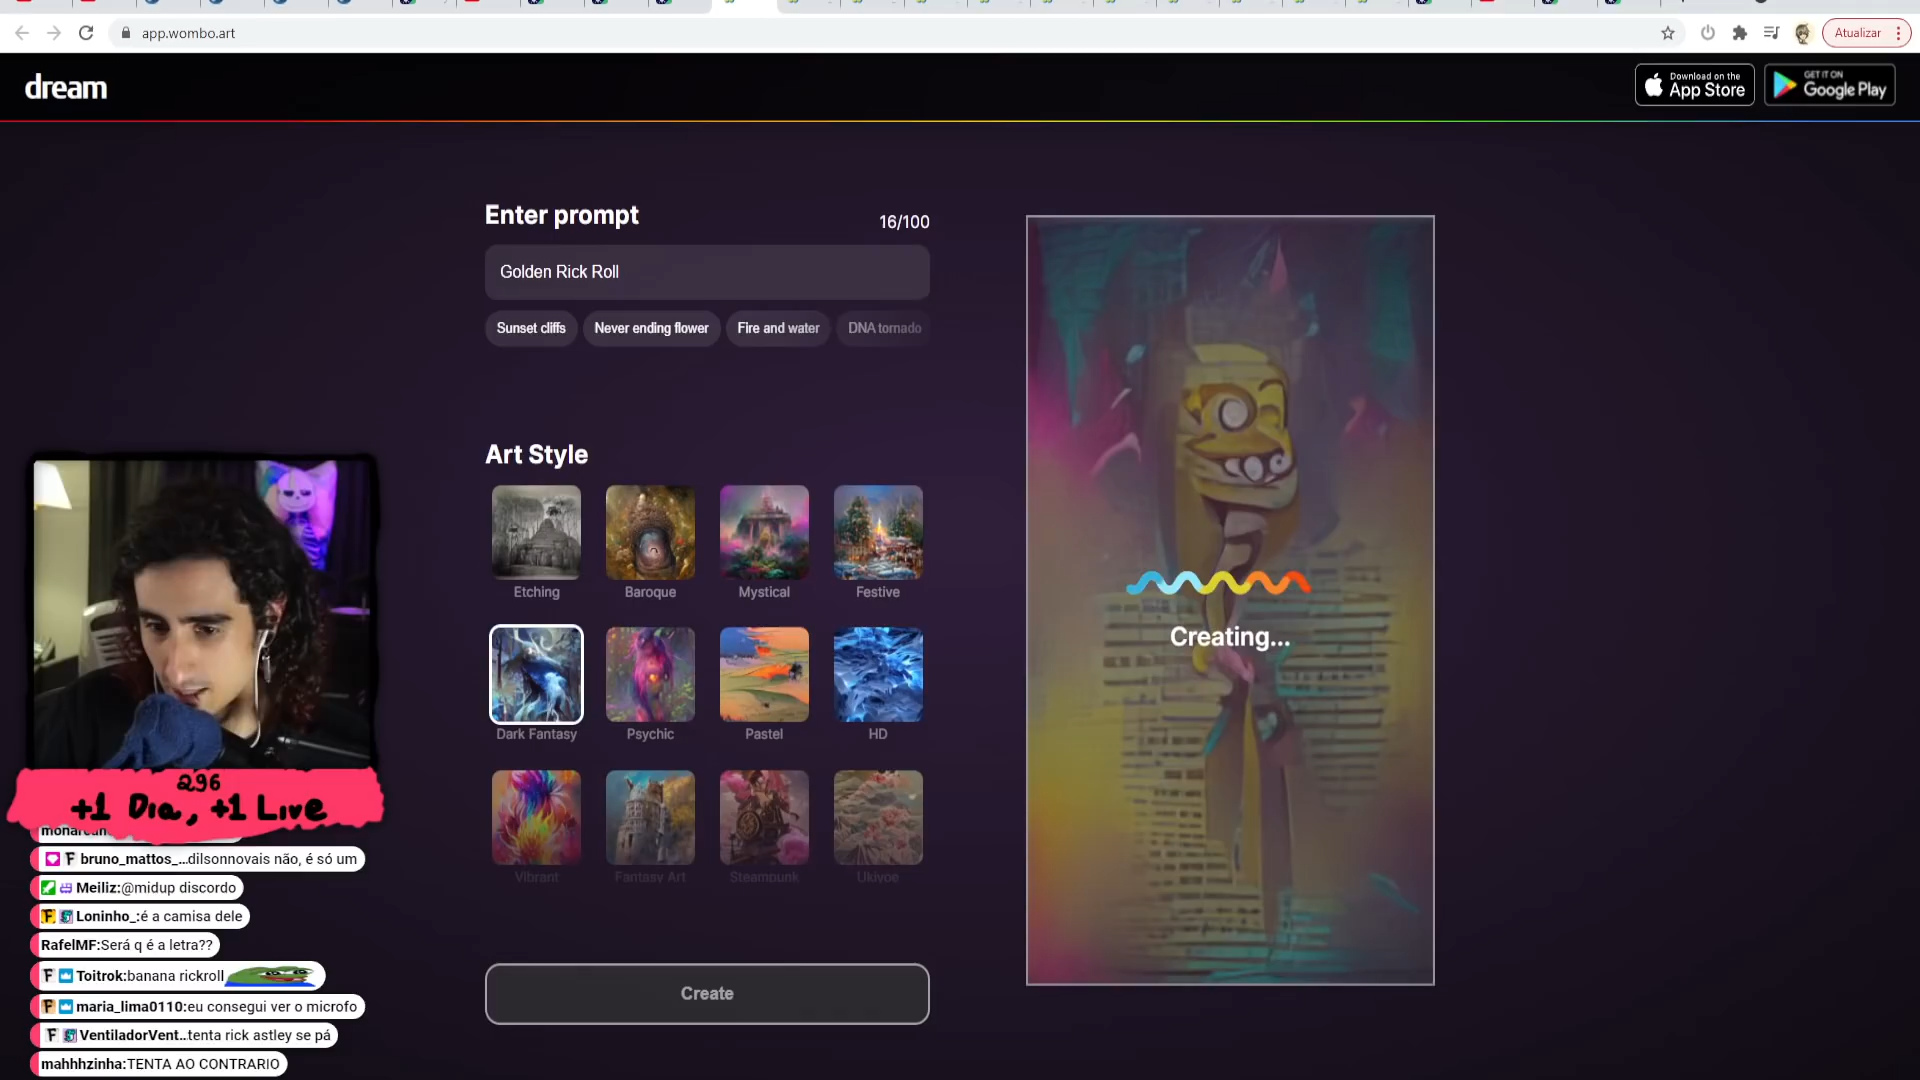 app.wombo.art
Atualizar
dream
Download on the
App Store
GET IT ON
Google Play
Enter prompt
16/100
Golden Rick Roll
Sunset cliffs
Never ending flower
Fire and water
DNA tornado
Art Style
Etching
Baroque
Mystical
Festive
Dark Fantasy
Psychic
Pastel
HD
Vibrant
Fantasy Art
Steampunk
Ukiyoe
Create
Creating...
296
+1 Dia, +1 Live
bruno_mattos_...dilsonnovais não, é só um
Meiliz:@midup discordo
Loninho_:é a camisa dele
RafelMF:Será q é a letra??
Toitrok:banana rickroll
maria_lima0110:eu consegui ver o microfo
VentiladorVent...tenta rick astley se pá
mahhhzinha:TENTA AO CONTRARIO